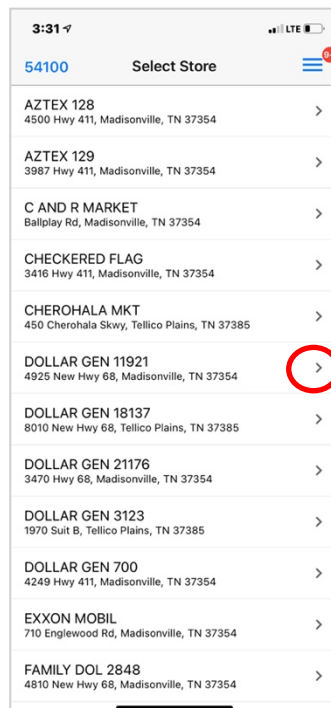 3:31
LTE
54100
Select Store
AZTEX 128
4500 Hwy 411, Madisonville, TN 37354
AZTEX 129
3987 Hwy 411, Madisonville, TN 37354
C AND R MARKET
Ballplay Rd, Madisonville, TN 37354
CHECKERED FLAG
3416 Hwy 411, Madisonville, TN 37354
CHEROHALA MKT
450 Cherohala Skwy, Tellico Plains, TN 37385
DOLLAR GEN 11921
4925 New Hwy 68, Madisonville, TN 37354
DOLLAR GEN 18137
8010 New Hwy 68, Tellico Plains, TN 37385
DOLLAR GEN 21176
3470 Hwy 68, Madisonville, TN 37354
DOLLAR GEN 3123
1970 Suit B, Tellico Plains, TN 37385
DOLLAR GEN 700
4249 Hwy 411, Madisonville, TN 37354
EXXON MOBIL
710 Englewood Rd, Madisonville, TN 37354
FAMILY DOL 2848
4810 New Hwy 68, Madisonville, TN 37354